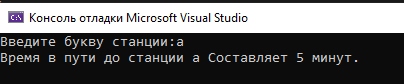 Консоль отладки Microsoft Visual Studio
Введите букву станции:а
Время в пути до станции а Составляет 5 минут.